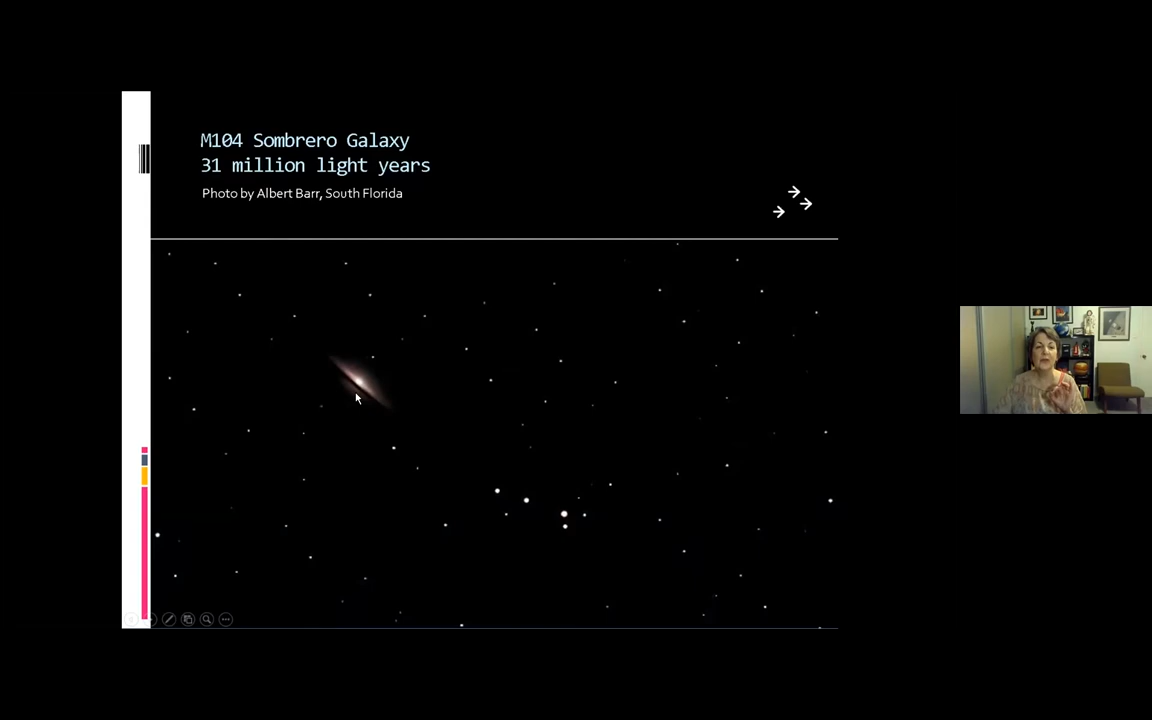 M104 Sombrero Galaxy
31 million light years
Photo by Albert Barr, South Florida